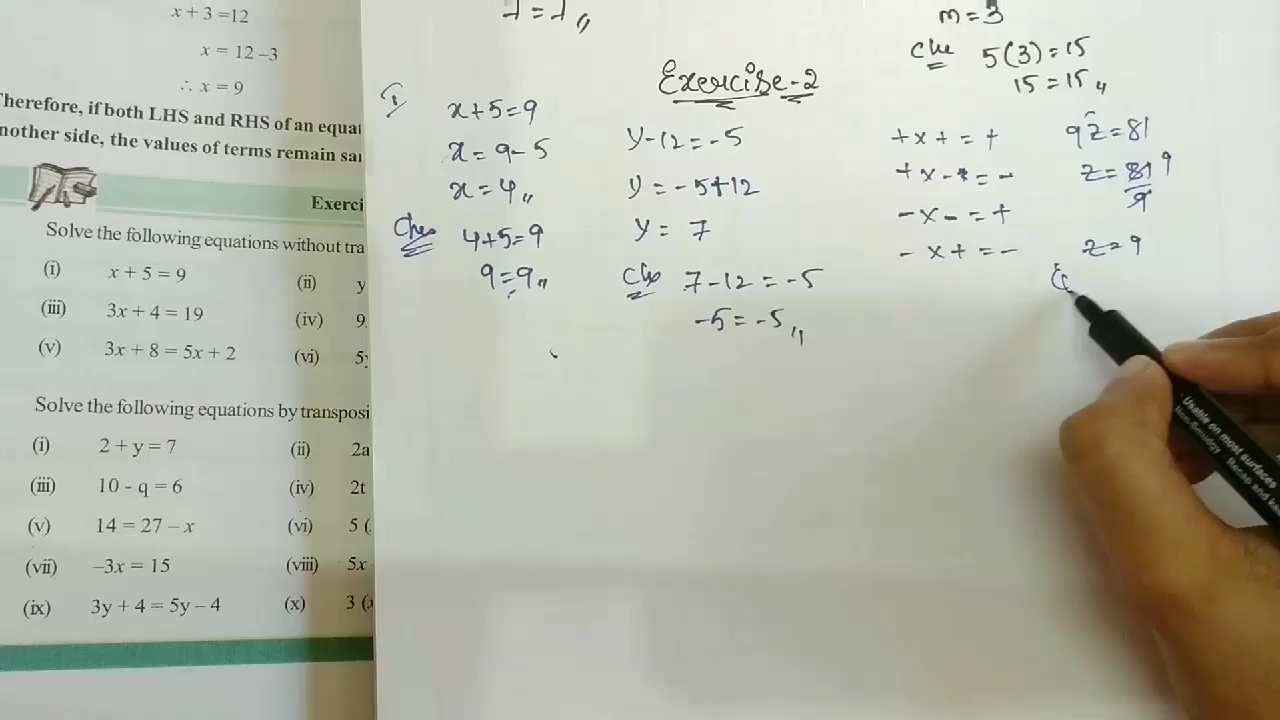 x + 3 = 12
x = 12 – 3
∴ x = 9
Therefore, if both LHS and RHS of an equa
nother side, the values of terms remain sa
Exerci
Solve the following equations without tra
(i) x + 5 = 9 (ii) y
(iii) 3x + 4 = 19 (iv) 9
(v) 3x + 8 = 5x + 2 (vi) 5
Solve the following equations by transposi
(i) 2 + y = 7 (ii) 2a
(iii) 10 - q = 6 (iv) 2t
(v) 14 = 27 – x (vi) 5 (
(vii) –3x = 15 (viii) 5x
(ix) 3y + 4 = 5y – 4 (x) 3 (
m = 3
5(3) = 15
15 = 15
Exercise-2
x+5=9
x = 9-5
x = 4
4+5=9
9=9
y-12=-5
y = -5+12
y = 7
7-12 = -5
-5 = -5
+ x + = +
+ x - = -
- x - = +
- x + = -
9z = 81
z = 81 9
9
z = 9